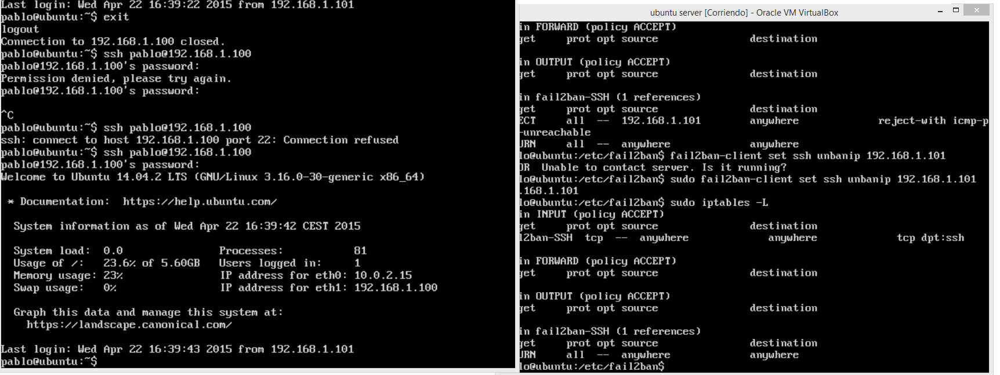 Last login: Wed Apr 22 16:39:22 2015 from 192.168.1.101
pablo@ubuntu:~$ exit
logout
Connection to 192.168.1.100 closed.
pablo@ubuntu:~$ ssh pablo@192.168.1.100
pablo@192.168.1.100's password:
Permission denied, please try again.
pablo@192.168.1.100's password:
^C
pablo@ubuntu:~$ ssh pablo@192.168.1.100
ssh: connect to host 192.168.1.100 port 22: Connection refused
pablo@ubuntu:~$ ssh pablo@192.168.1.100
pablo@192.168.1.100's password:
Welcome to Ubuntu 14.04.2 LTS (GNU/Linux 3.16.0-30-generic x86_64)
* Documentation:  https://help.ubuntu.com/
System information as of Wed Apr 22 16:39:42 CEST 2015
System load:  0.0    Processes:    81
Usage of /:   23.6% of 5.60GB   Users logged in:    1
Memory usage: 23%    IP address for eth0: 10.0.2.15
Swap usage:   0%    IP address for eth1: 192.168.1.100
Graph this data and manage this system at:
https://landscape.canonical.com/
Last login: Wed Apr 22 16:39:43 2015 from 192.168.1.101
pablo@ubuntu:~$
ubuntu server [Corriendo] - Oracle VM VirtualBox
in FORWARD (policy ACCEPT)
get     prot opt source               destination
in OUTPUT (policy ACCEPT)
get     prot opt source               destination
in fail2ban-SSH (1 references)
get     prot opt source               destination
ECT     all  --  192.168.1.101        anywhere             reject-with icmp-p
-unreachable
URN     all  --  anywhere             anywhere
lo@ubuntu:/etc/fail2ban$ fail2ban-client set ssh unbanip 192.168.1.101
OR  Unable to contact server. Is it running?
lo@ubuntu:/etc/fail2ban$ sudo fail2ban-client set ssh unbanip 192.168.1.101
.168.1.101
lo@ubuntu:/etc/fail2ban$ sudo iptables -L
in INPUT (policy ACCEPT)
get     prot opt source               destination
l2ban-SSH  tcp  --  anywhere             anywhere             tcp dpt:ssh
in FORWARD (policy ACCEPT)
get     prot opt source               destination
in OUTPUT (policy ACCEPT)
get     prot opt source               destination
in fail2ban-SSH (1 references)
get     prot opt source               destination
URN     all  --  anywhere             anywhere
lo@ubuntu:/etc/fail2ban$